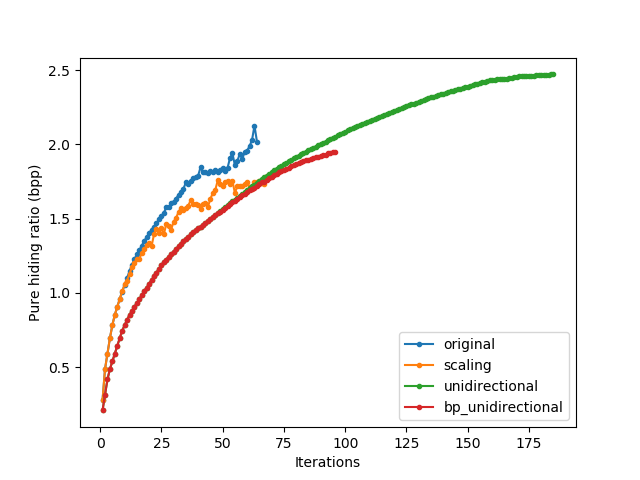 2.5
2.0
1.5
1.0
0.5
Pure hiding ratio (bpp)
0 25 50 75 100 125 150 175
Iterations
original
scaling
unidirectional
bp_unidirectional